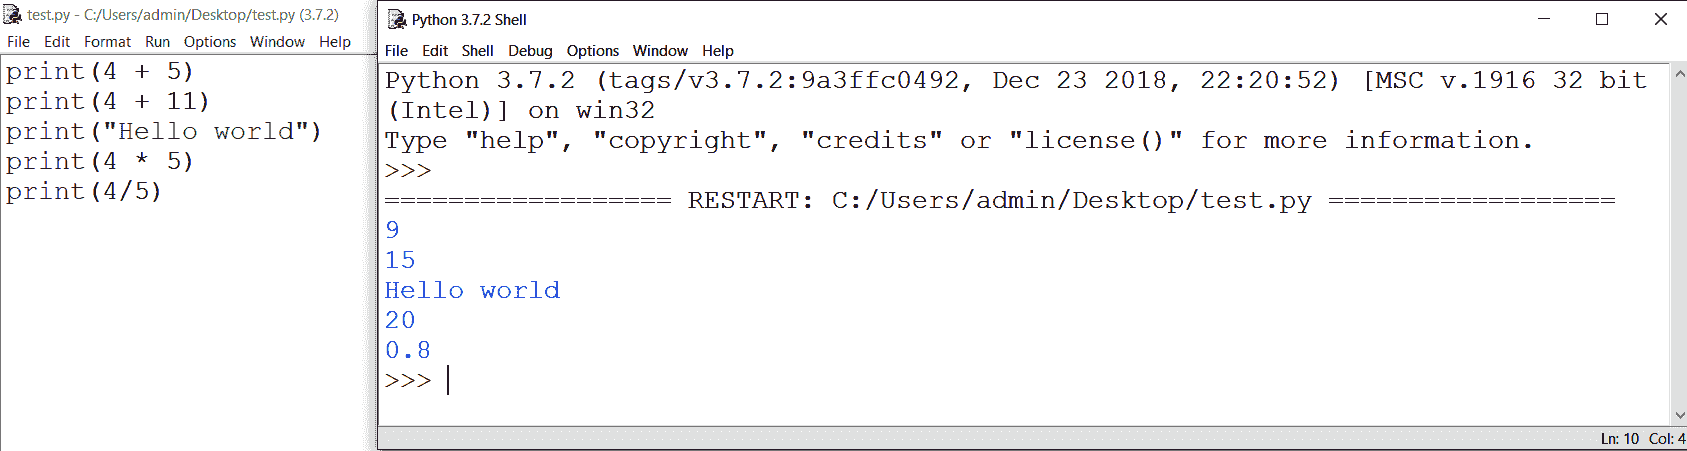 test.py - C:/Users/admin/Desktop/test.py (3.7.2)
File Edit Format Run Options Window Help
print(4 + 5)
print(4 + 11)
print("Hello world")
print(4 * 5)
print(4/5)
Python 3.7.2 Shell
File Edit Shell Debug Options Window Help
Python 3.7.2 (tags/v3.7.2:9a3ffc0492, Dec 23 2018, 22:20:52) [MSC v.1916 32 bit
(Intel)] on win32
Type "help", "copyright", "credits" or "license()" for more information.
>>>
================== RESTART: C:/Users/admin/Desktop/test.py ==================
9
15
Hello world
20
0.8
>>>
Ln: 10 Col: 4